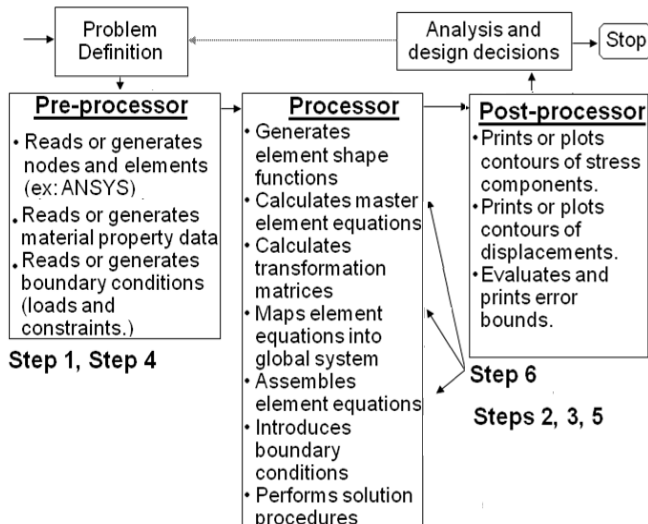 Problem
Definition
Analysis and
design decisions
Stop
Pre-processor
• Reads or generates
nodes and elements
(ex: ANSYS)
• Reads or generates
material property data
• Reads or generates
boundary conditions
(loads and
constraints.)
Step 1, Step 4
Processor
• Generates
element shape
functions
• Calculates master
element equations
• Calculates
transformation
matrices
• Maps element
equations into
global system
• Assembles
element equations
• Introduces
boundary
conditions
• Performs solution
procedures
Post-processor
• Prints or plots
contours of stress
components.
• Prints or plots
contours of
displacements.
• Evaluates and
prints error
bounds.
Step 6
Steps 2, 3, 5